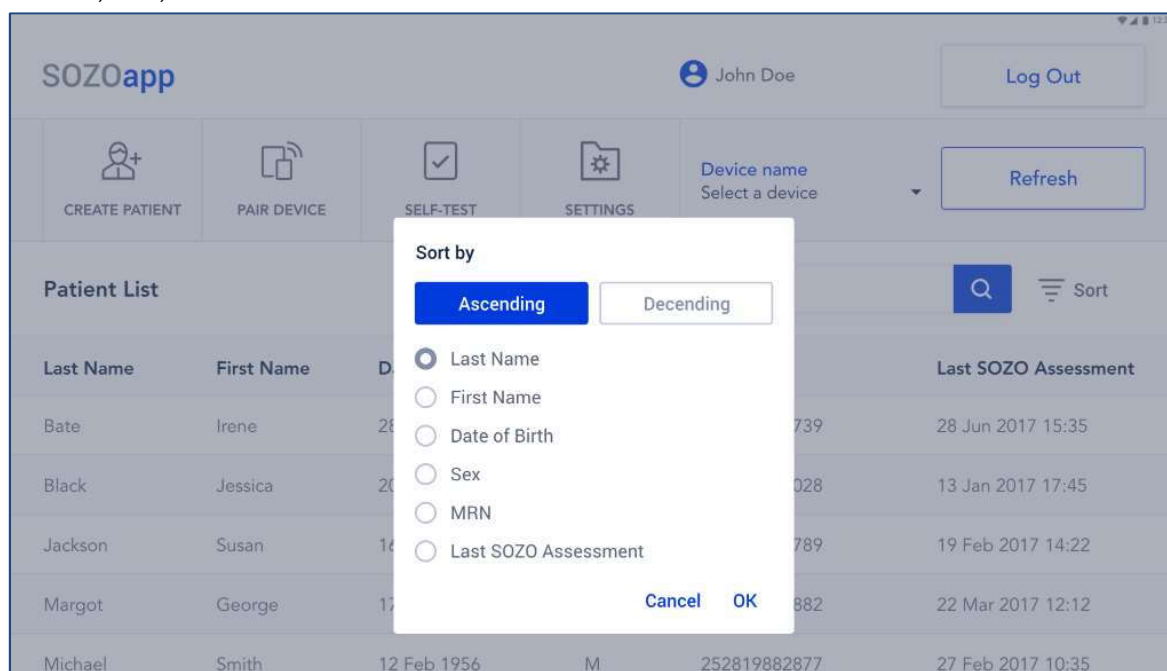 SOZOapp
John Doe
Log Out
CREATE PATIENT
PAIR DEVICE
SELF-TEST
SETTINGS
Device name
Select a device
Refresh
Patient List
Sort
Sort by
Ascending
Decending
Last Name
First Name
Date of Birth
Sex
MRN
Last SOZO Assessment
Cancel OK
Last Name First Name D Last SOZO Assessment
Bate Irene 28 739 28 Jun 2017 15:35
Black Jessica 20 028 13 Jan 2017 17:45
Jackson Susan 16 789 19 Feb 2017 14:22
Margot George 17 882 22 Mar 2017 12:12
Michael Smith 12 Feb 1956 M 252819882877 27 Feb 2017 10:35